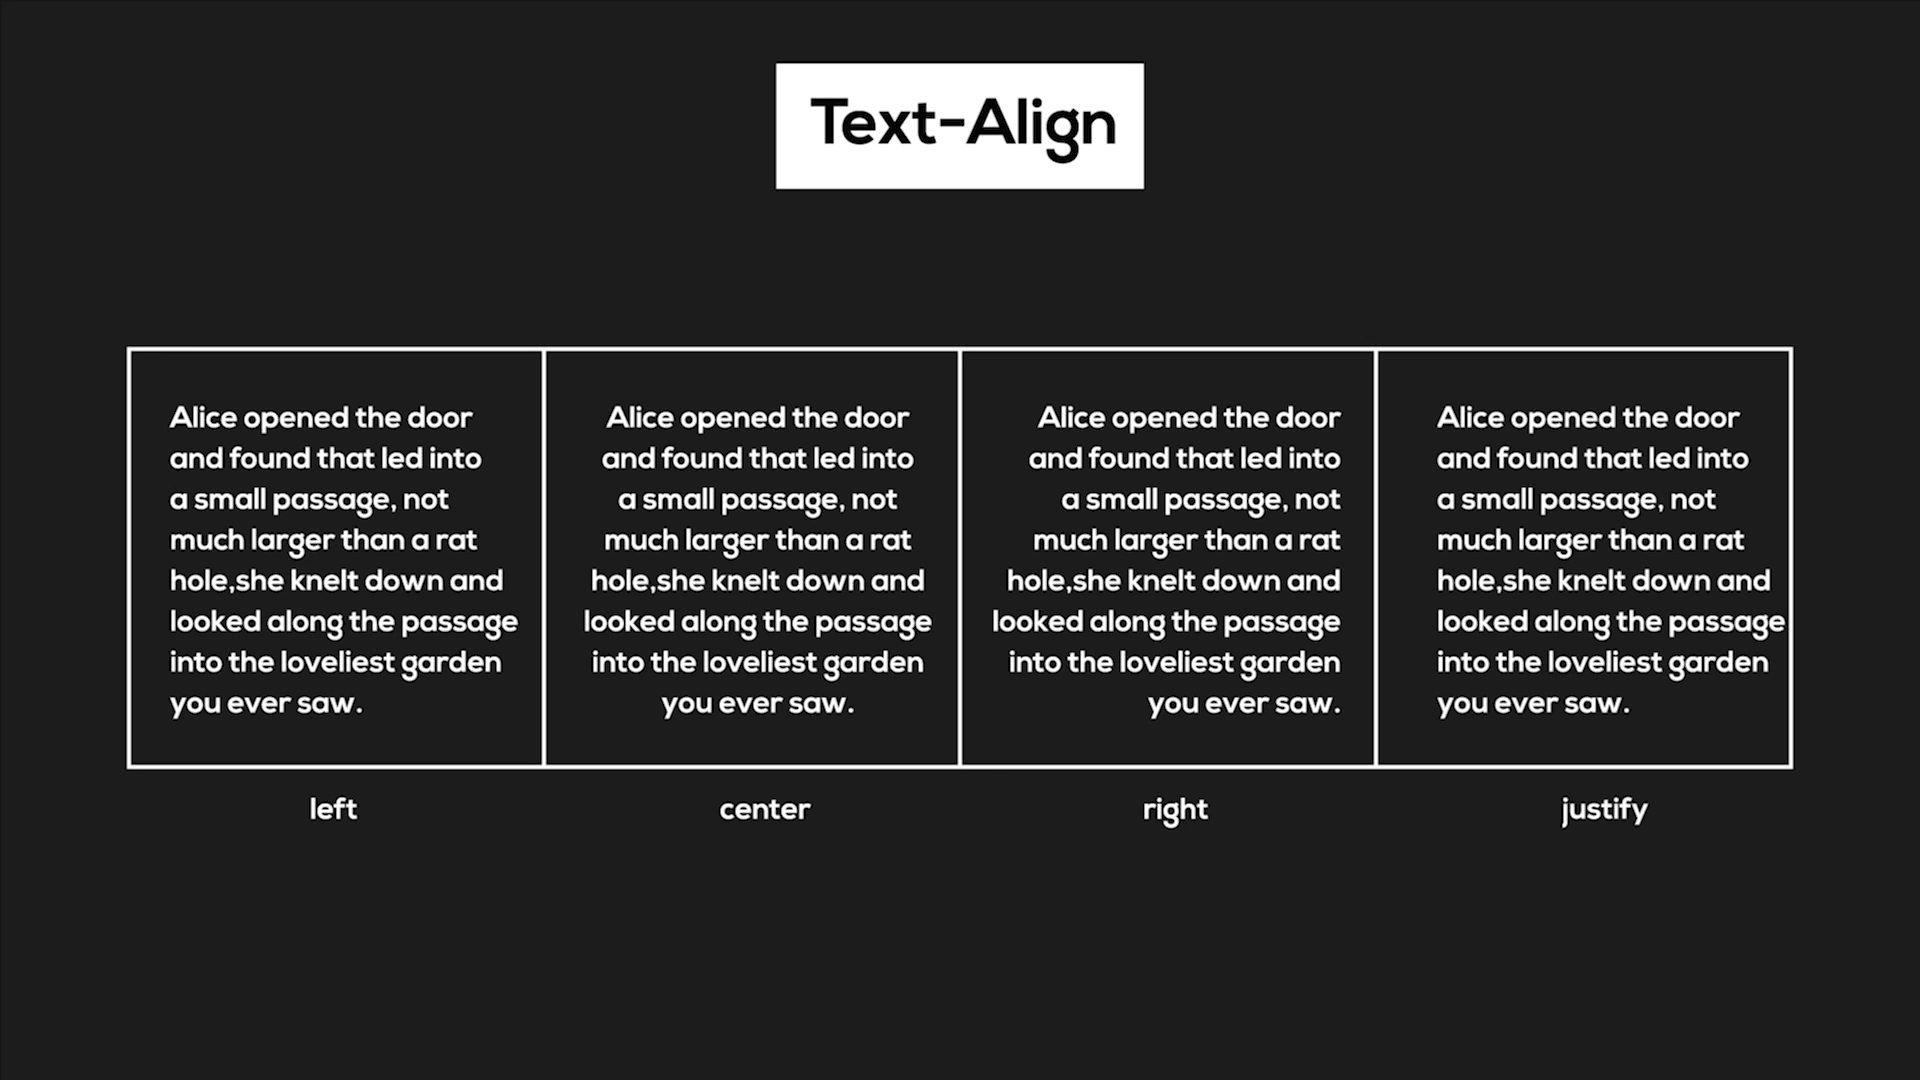 Text-Align
Alice opened the door
and found that led into
a small passage, not
much larger than a rat
hole,she knelt down and
looked along the passage
into the loveliest garden
you ever saw.
left
Alice opened the door
and found that led into
a small passage, not
much larger than a rat
hole,she knelt down and
looked along the passage
into the loveliest garden
you ever saw.
center
Alice opened the door
and found that led into
a small passage, not
much larger than a rat
hole,she knelt down and
looked along the passage
into the loveliest garden
you ever saw.
right
Alice opened the door
and found that led into
a small passage, not
much larger than a rat
hole,she knelt down and
looked along the passage
into the loveliest garden
you ever saw.
justify